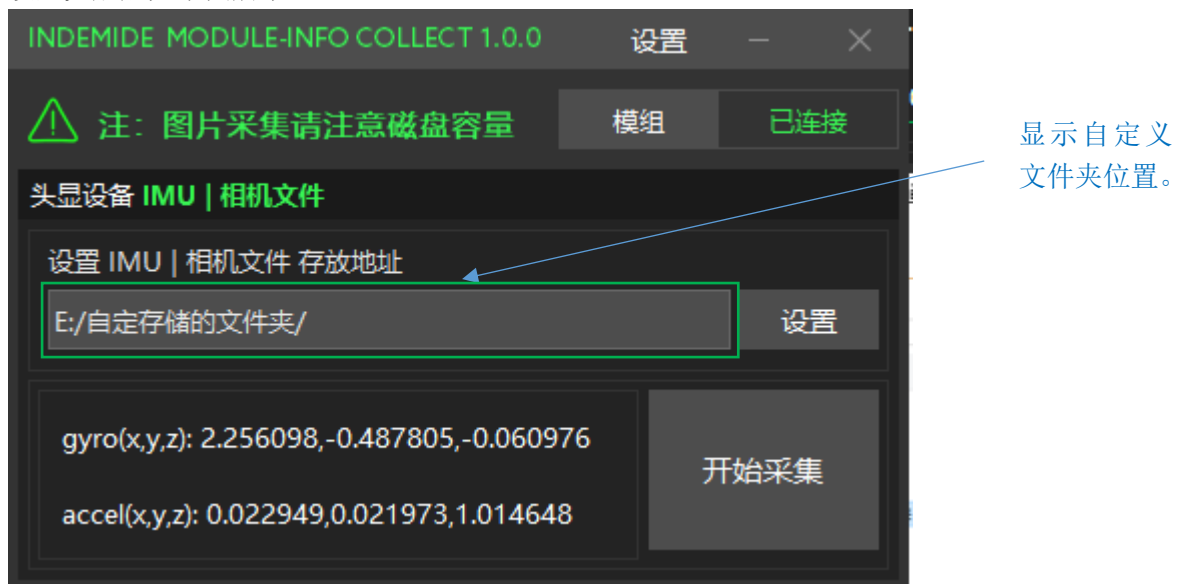 INDEMIDE MODULE-INFO COLLECT 1.0.0 设置
注：图片采集请注意磁盘容量 模组 已连接
头显设备 IMU | 相机文件
设置 IMU | 相机文件 存放地址
E:/自定存储的文件夹/ 设置
gyro(x,y,z): 2.256098,-0.487805,-0.060976
accel(x,y,z): 0.022949,0.021973,1.014648
开始采集
显示自定义
文件夹位置。